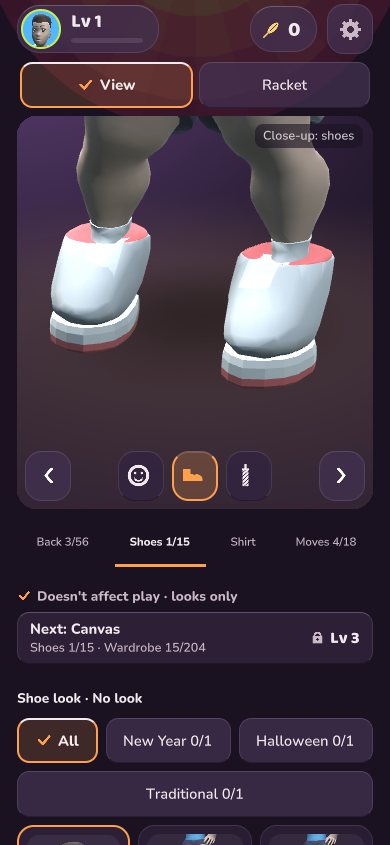 Lv 1
0
View
Racket
Close-up: shoes
Back 3/56
Shoes 1/15
Shirt
Moves 4/18
Doesn't affect play · looks only
Next: Canvas
Shoes 1/15 · Wardrobe 15/204
Lv 3
Shoe look · No look
All
New Year 0/1
Halloween 0/1
Traditional 0/1